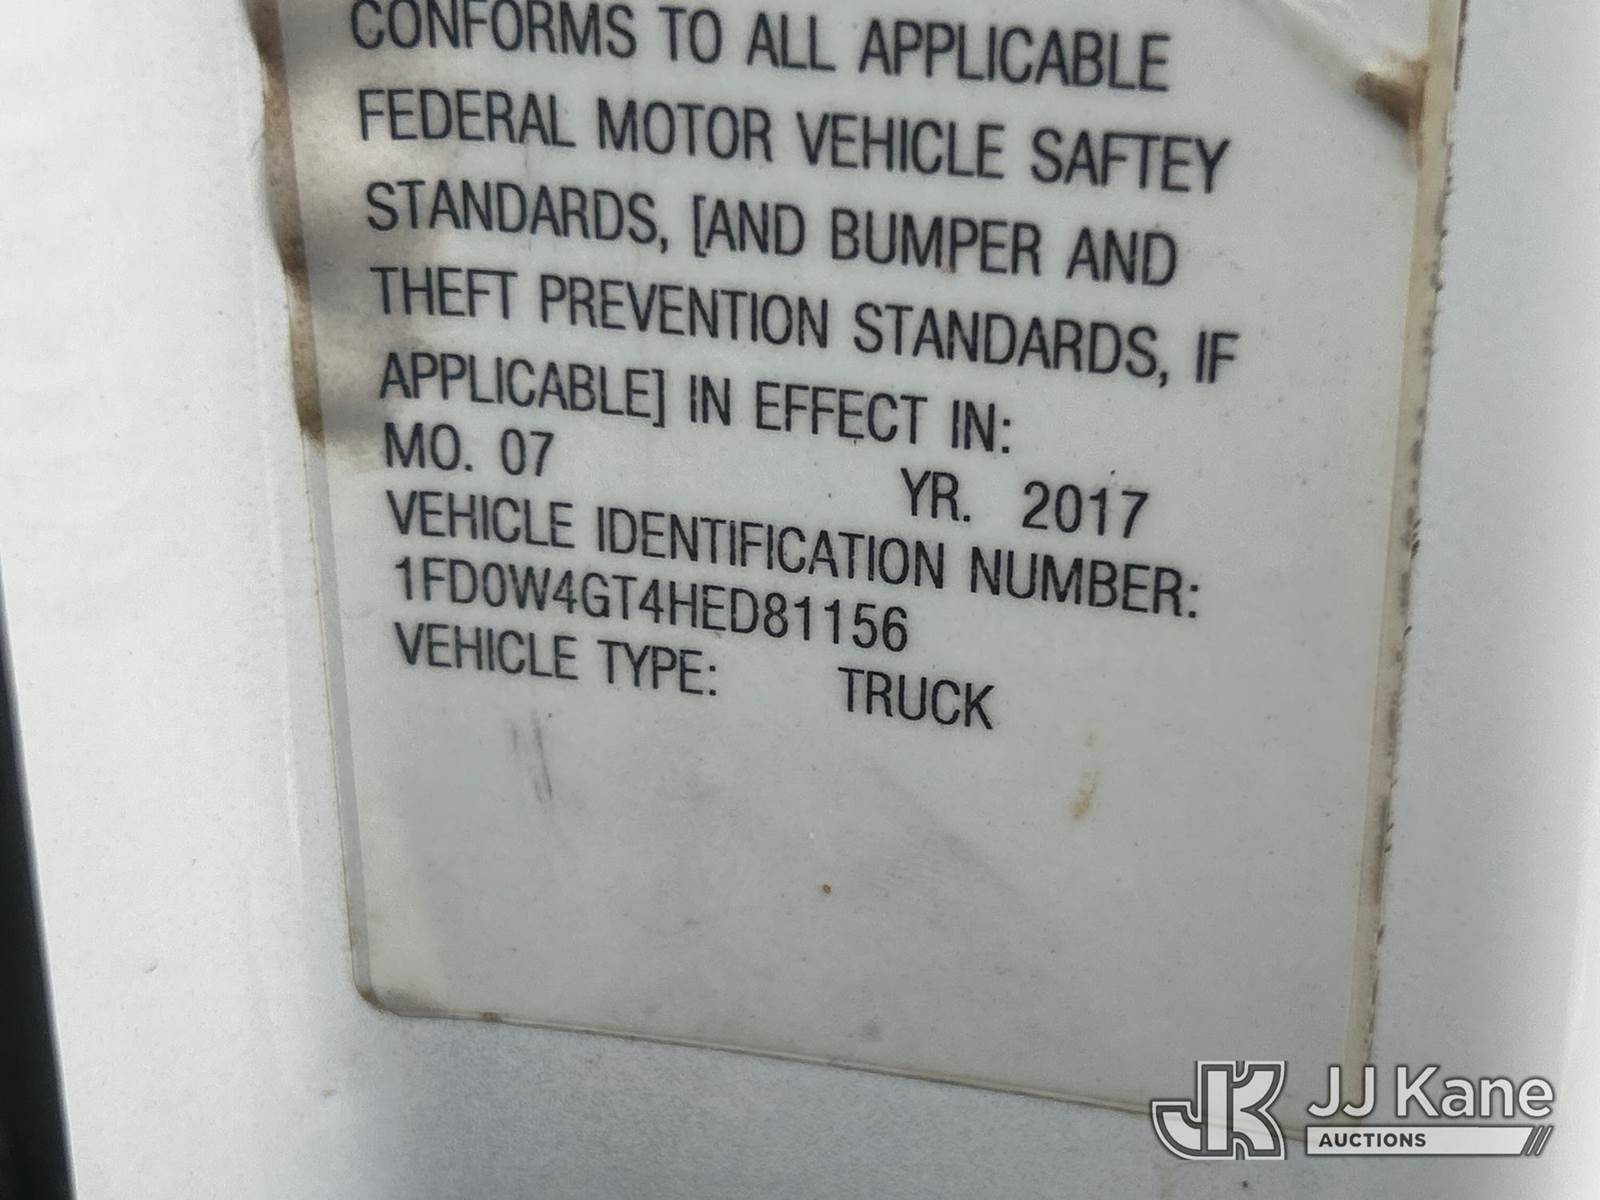 CONFORMS TO ALL APPLICABLE
FEDERAL MOTOR VEHICLE SAFTEY
STANDARDS, [AND BUMPER AND
THEFT PREVENTION STANDARDS, IF
APPLICABLE] IN EFFECT IN:
MO. 07 YR. 2017
VEHICLE IDENTIFICATION NUMBER:
1FD0W4GT4HED81156
VEHICLE TYPE: TRUCK
JK JJ Kane
AUCTIONS